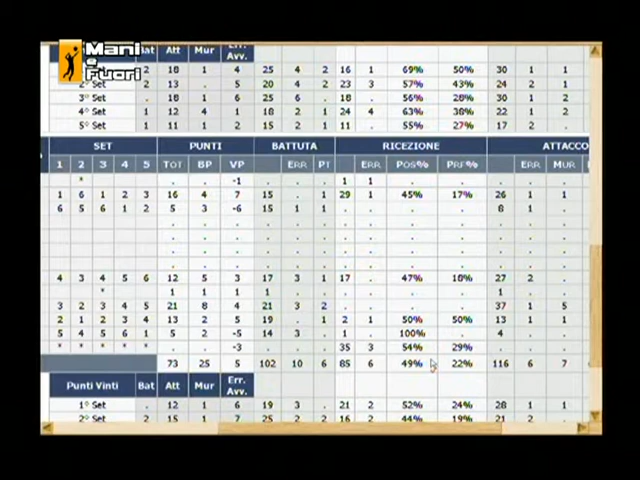 Mani e Fuori
Bat Att Mur Err. Avv.
2 18 1 4 25 4 2 16 1 69% 50% 30 1 1
2° Set 2 13 . 5 20 4 2 23 3 57% 43% 24 2 1
3° Set . 18 1 6 25 6 . 18 . 56% 28% 30 1 2
4° Set 1 12 1 4 18 2 1 24 4 63% 38% 22 1 2
5° Set 1 11 1 2 15 2 1 11 . 55% 27% 17 . .
SET PUNTI BATTUTA RICEZIONE ATTACCO
1 2 3 4 5 TOT BP VP ERR PT ERR POS% PRF% ERR MUR
* . . -1 . . . 1 1 . . . . .
1 6 1 2 3 16 4 7 15 . 1 29 1 45% 17% 26 1 1
6 5 6 1 2 5 3 -6 15 1 1 . . . . 8 1 .
. . . . . . . . . . . . .
. . . . . . . . . . . . .
. . . . . . . . . . . . .
. . . . . . . . . . . . .
4 3 4 5 6 12 5 3 17 3 1 17 . 47% 18% 27 2 .
* 1 1 1 1 . . . . . . 1 . .
3 2 3 4 5 21 8 4 21 3 2 . . . . 37 1 5
2 1 2 3 4 13 2 5 19 . 1 2 1 50% 50% 13 1 1
5 4 5 6 1 5 2 -5 14 3 . 1 . 100% . 4 . .
* * * * * . . -3 . . . 35 3 54% 29% . . .
73 25 5 102 10 6 85 6 49% 22% 116 6 7
Punti Vinti Bat Att Mur Err. Avv.
1° Set . 12 1 6 19 3 . 21 2 52% 24% 28 1 1
2° Set 2 15 1 7 25 2 2 16 2 44% 19% 21 2 .